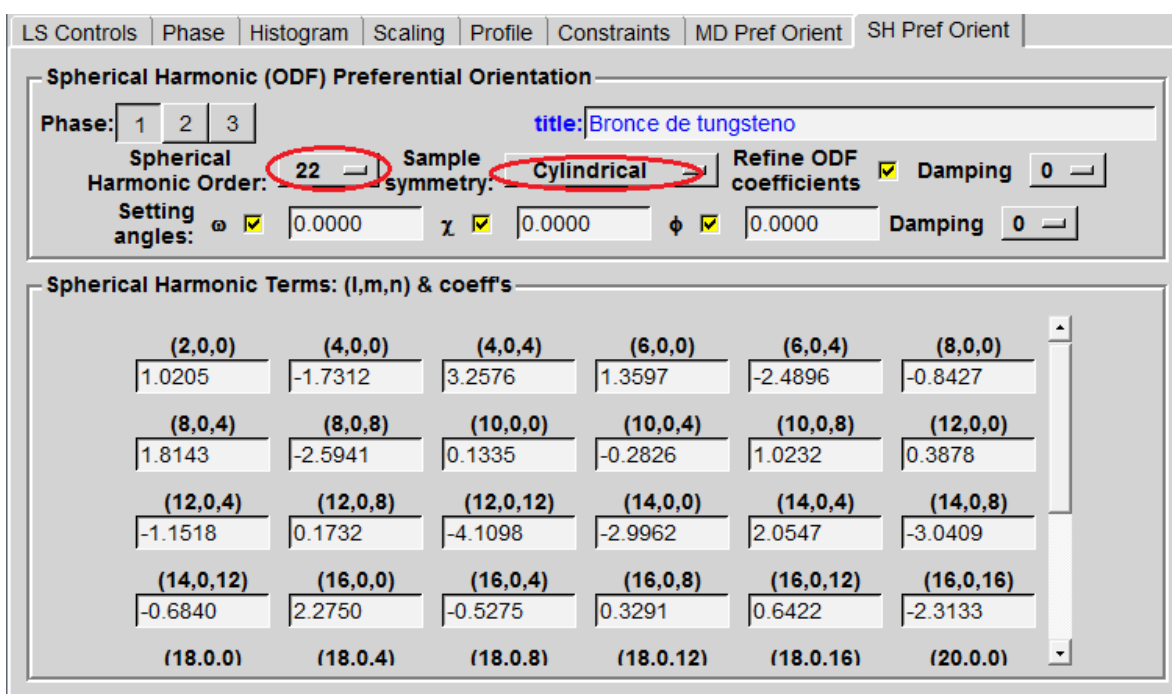 LS Controls Phase Histogram Scaling Profile Constraints MD Pref Orient SH Pref Orient
Spherical Harmonic (ODF) Preferential Orientation
Phase: 1 2 3 title: Bronce de tungsteno
Spherical Harmonic Order: 22 Sample symmetry: Cylindrical Refine ODF coefficients Damping 0
Setting angles: ω 0.0000 χ 0.0000 ϕ 0.0000 Damping 0
Spherical Harmonic Terms: (l,m,n) & coeff's
(2,0,0) (4,0,0) (4,0,4) (6,0,0) (6,0,4) (8,0,0)
1.0205 -1.7312 3.2576 1.3597 -2.4896 -0.8427
(8,0,4) (8,0,8) (10,0,0) (10,0,4) (10,0,8) (12,0,0)
1.8143 -2.5941 0.1335 -0.2826 1.0232 0.3878
(12,0,4) (12,0,8) (12,0,12) (14,0,0) (14,0,4) (14,0,8)
-1.1518 0.1732 -4.1098 -2.9962 2.0547 -3.0409
(14,0,12) (16,0,0) (16,0,4) (16,0,8) (16,0,12) (16,0,16)
-0.6840 2.2750 -0.5275 0.3291 0.6422 -2.3133
(18,0,0) (18,0,4) (18,0,8) (18,0,12) (18,0,16) (20,0,0)